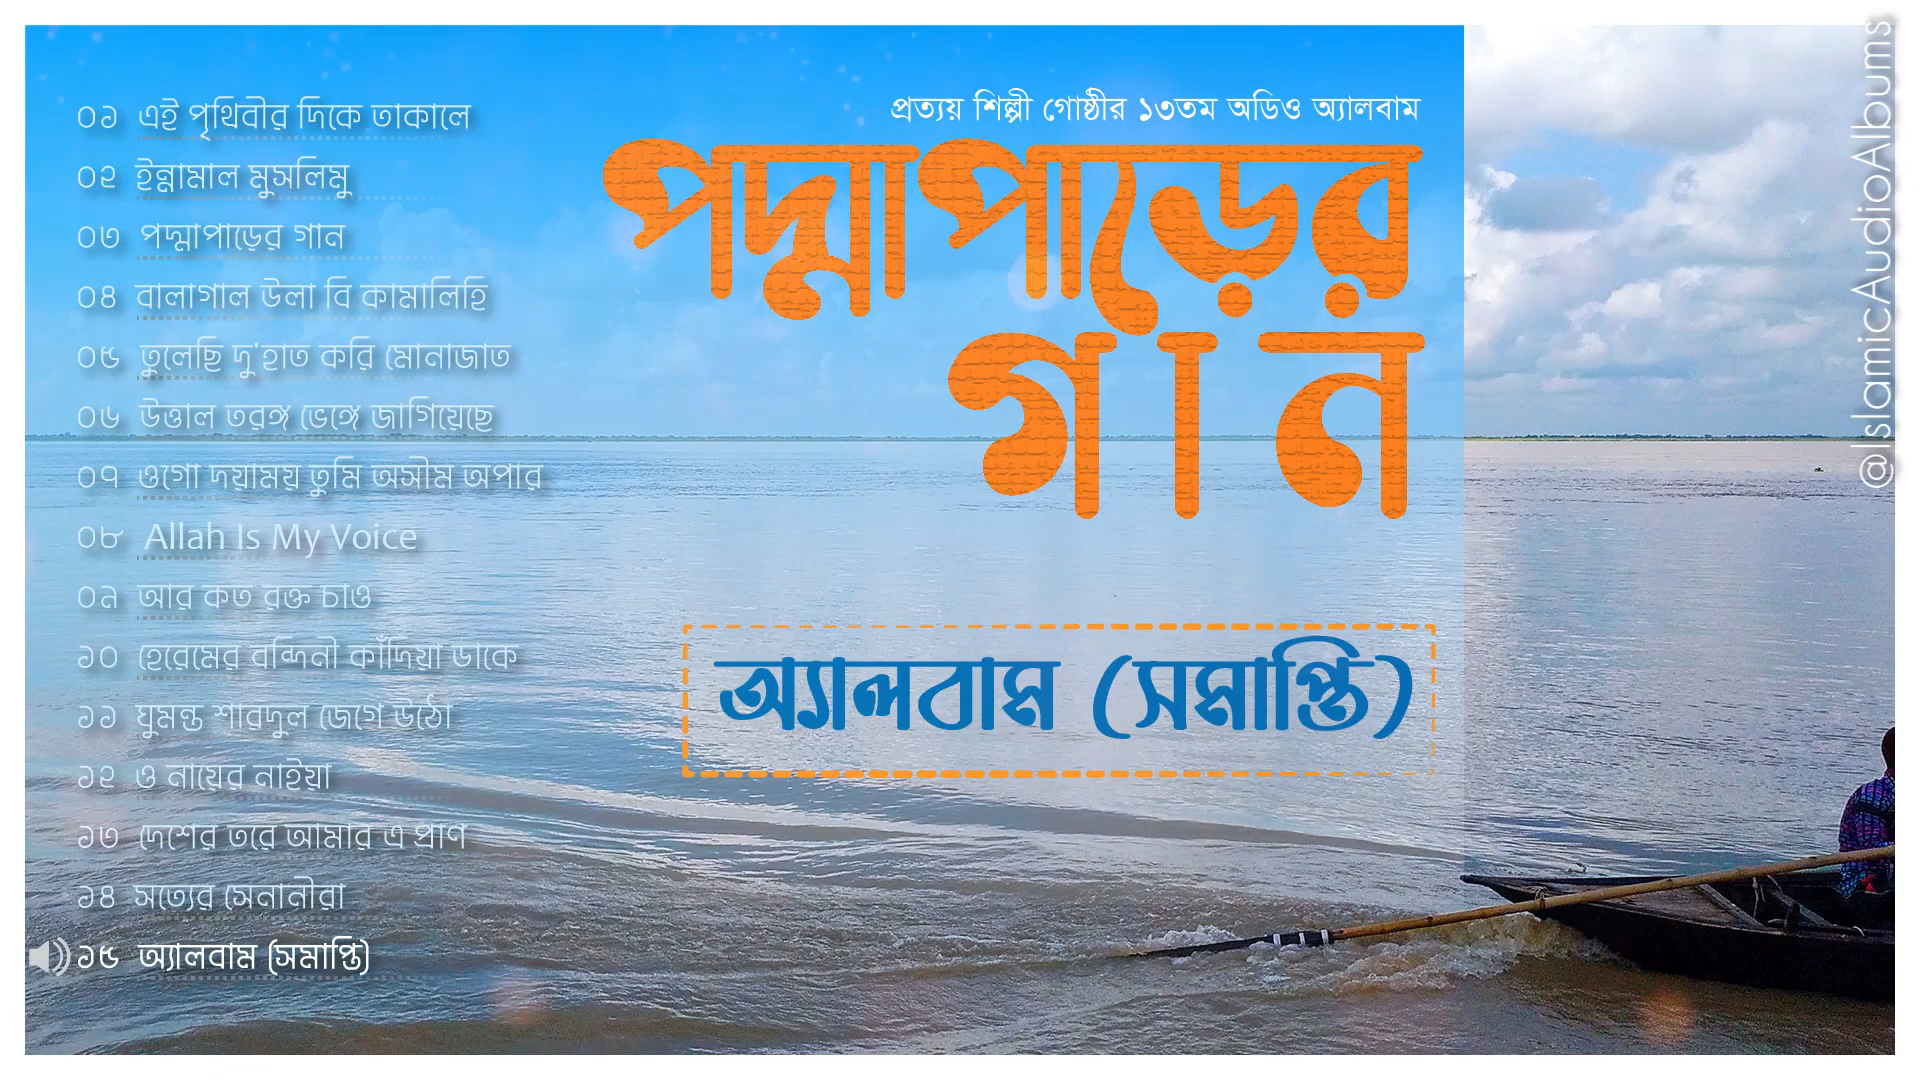 প্রত্যয় শিল্পী গোষ্ঠীর ১৩তম অডিও অ্যালবাম
পদ্মাপাড়ের
গান
অ্যালবাম (সমাপ্তি)
০১ এই পৃথিবীর দিকে তাকালে
০২ ইন্নামাল মুসলিমু
০৩ পদ্মাপাড়ের গান
০৪ বালাগাল উলা বি কামালিহি
০৫ তুলেছি দু'হাত করি মোনাজাত
০৬ উত্তাল তরঙ্গ ভেঙ্গে জাগিয়েছে
০৭ ওগো দয়াময় তুমি অসীম অপার
০৮ Allah Is My Voice
০৯ আর কত রক্ত চাও
১০ হেরেমের বন্দিনী কাঁদিয়া ডাকে
১১ ঘুমন্ত শারদুল জেগে উঠো
১২ ও নায়ের নাইয়া
১৩ দেশের তরে আমার এ প্রাণ
১৪ সত্যের সেনানীরা
১৫ অ্যালবাম (সমাপ্তি)
@IslamicAudioAlbums